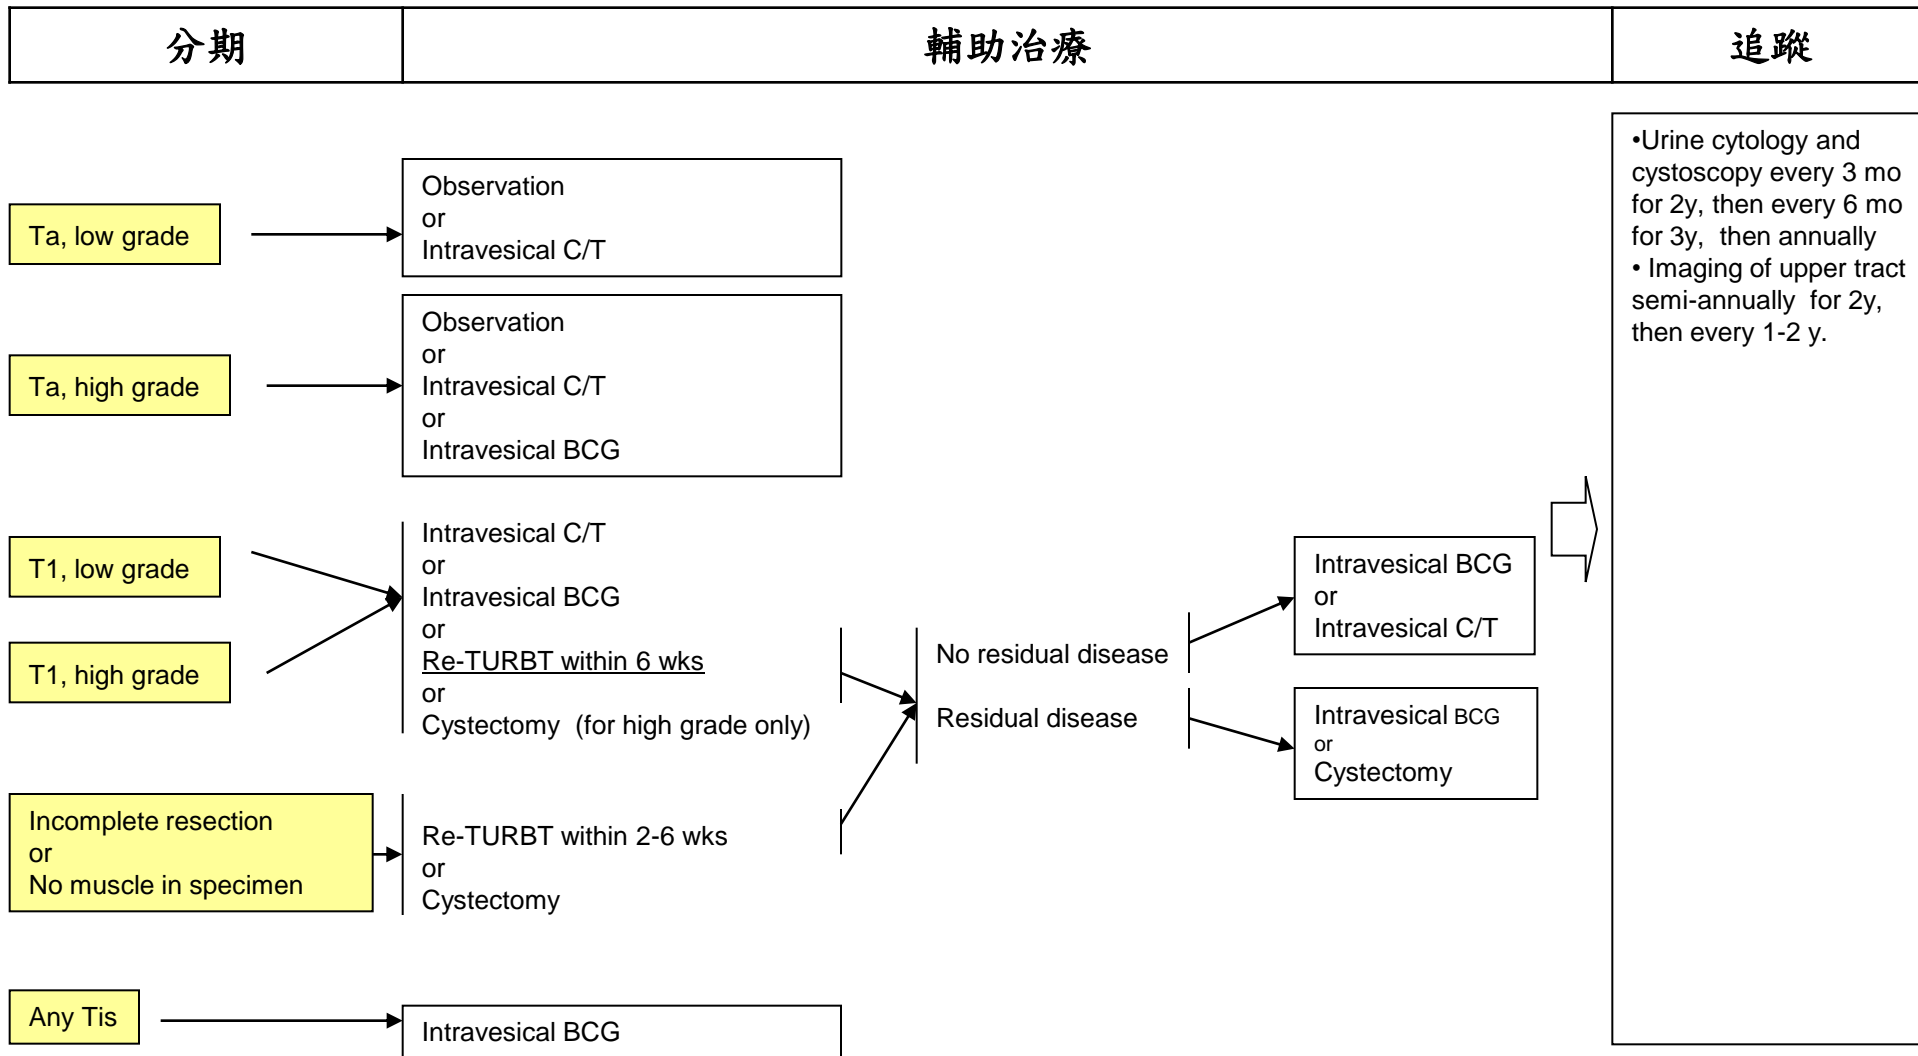 分期
輔助治療
追蹤
Ta, low grade
Observation
or
Intravesical C/T
Ta, high grade
Observation
or
Intravesical C/T
or
Intravesical BCG
T1, low grade
T1, high grade
Intravesical C/T
or
Intravesical BCG
or
Re-TURBT within 6 wks
or
Cystectomy (for high grade only)
Incomplete resection
or
No muscle in specimen
Re-TURBT within 2-6 wks
or
Cystectomy
No residual disease
Residual disease
Intravesical BCG
or
Intravesical C/T
Intravesical BCG
or
Cystectomy
Any Tis
Intravesical BCG
•Urine cytology and
cystoscopy every 3 mo
for 2y, then every 6 mo
for 3y, then annually
• Imaging of upper tract
semi-annually for 2y,
then every 1-2 y.